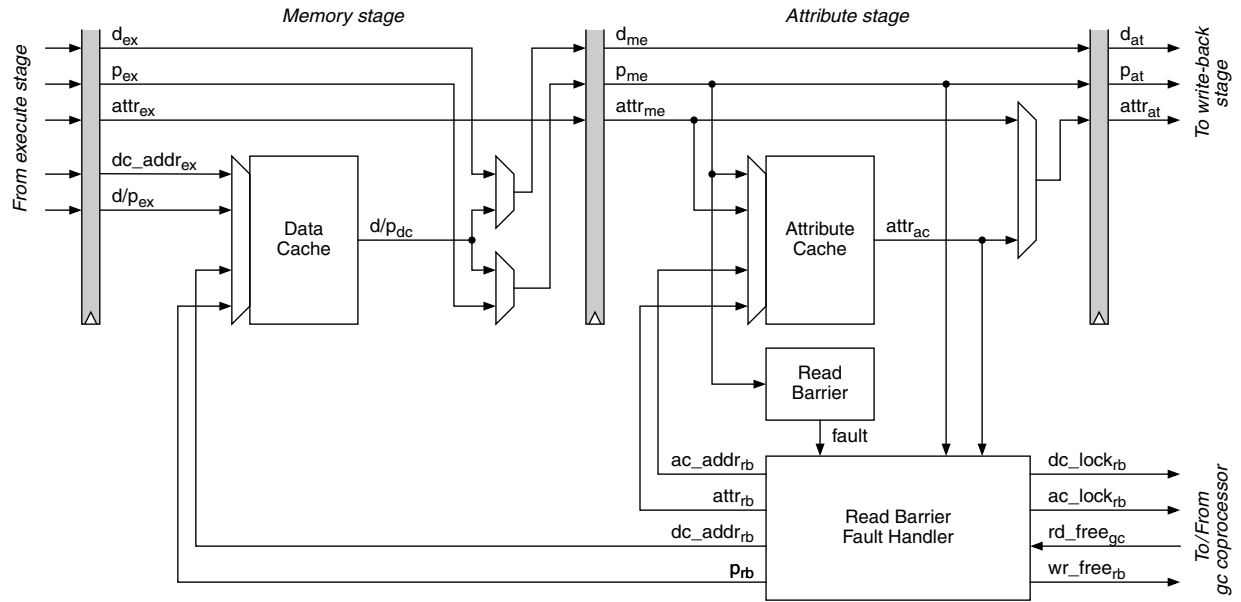 Memory stage
Attribute stage
From execute stage
d_ex
p_ex
attr_ex
dc_addr_ex
d/p_ex
Data
Cache
d/p_dc
d_me
p_me
attr_me
Attribute
Cache
attr_ac
d_at
p_at
attr_at
To write-back
stage
Read
Barrier
fault
ac_addr_rb
attr_rb
dc_addr_rb
p_rb
Read Barrier
Fault Handler
dc_lock_rb
ac_lock_rb
rd_free_gc
wr_free_rb
To/From
gc coprocessor